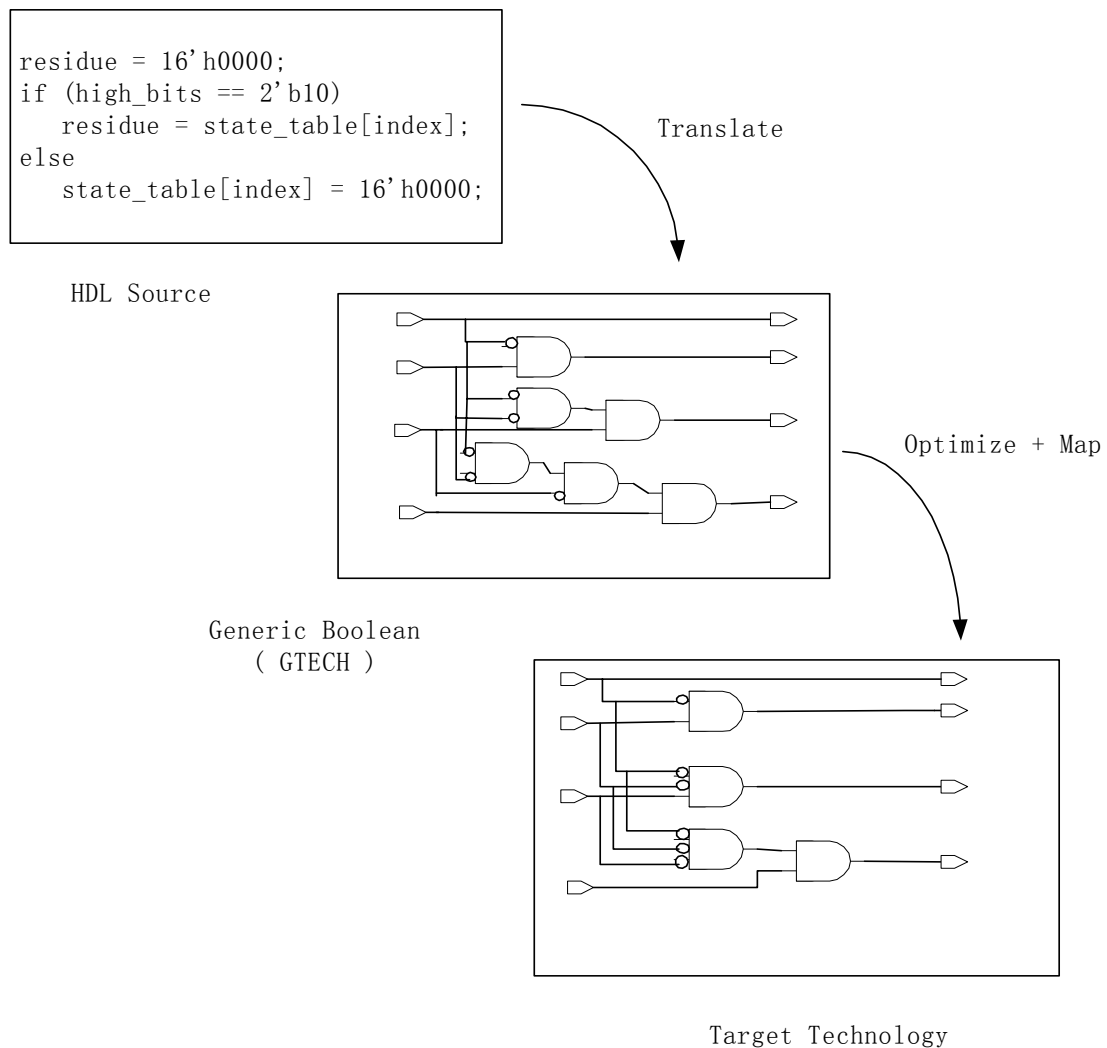 residue = 16'h0000;
if (high_bits == 2'b10)
residue = state_table[index];
else
state_table[index] = 16'h0000;
Translate
HDL Source
Optimize + Map
Generic Boolean
( GTECH )
Target Technology